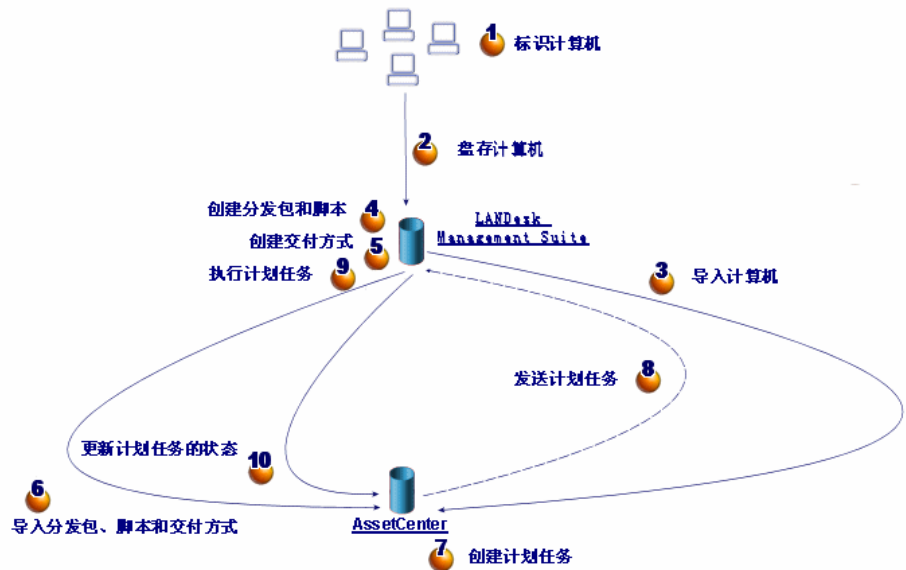 1 标识计算机
2 盘存计算机
创建分发包和脚本 4
创建交付方式 5
执行计划任务 9
LANDesk
Management Suite
3 导入计算机
发送计划任务 8
更新计划任务的状态 10
6
导入分发包、脚本和交付方式
AssetCenter
7 创建计划任务